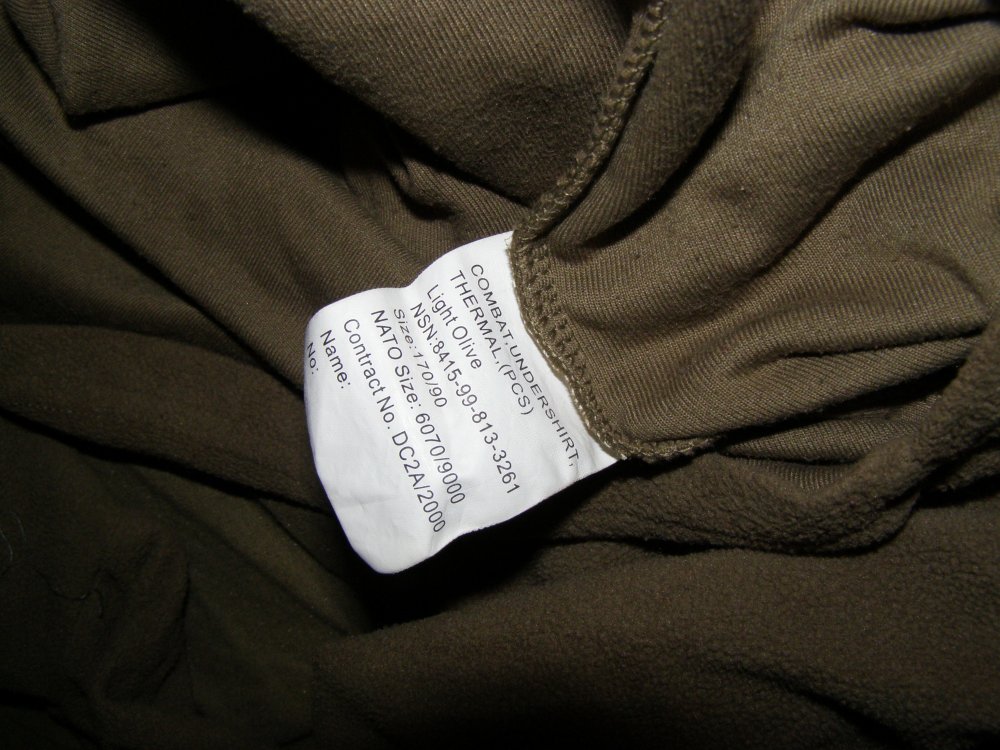 COMBAT,UNDERSHIRT,
THERMAL,(PCS)
Light Olive
NSN:8415-99-813-3261
Size:170/90
NATO Size: 6070/9000
Contract No. DC2A/2000
Name:
No: